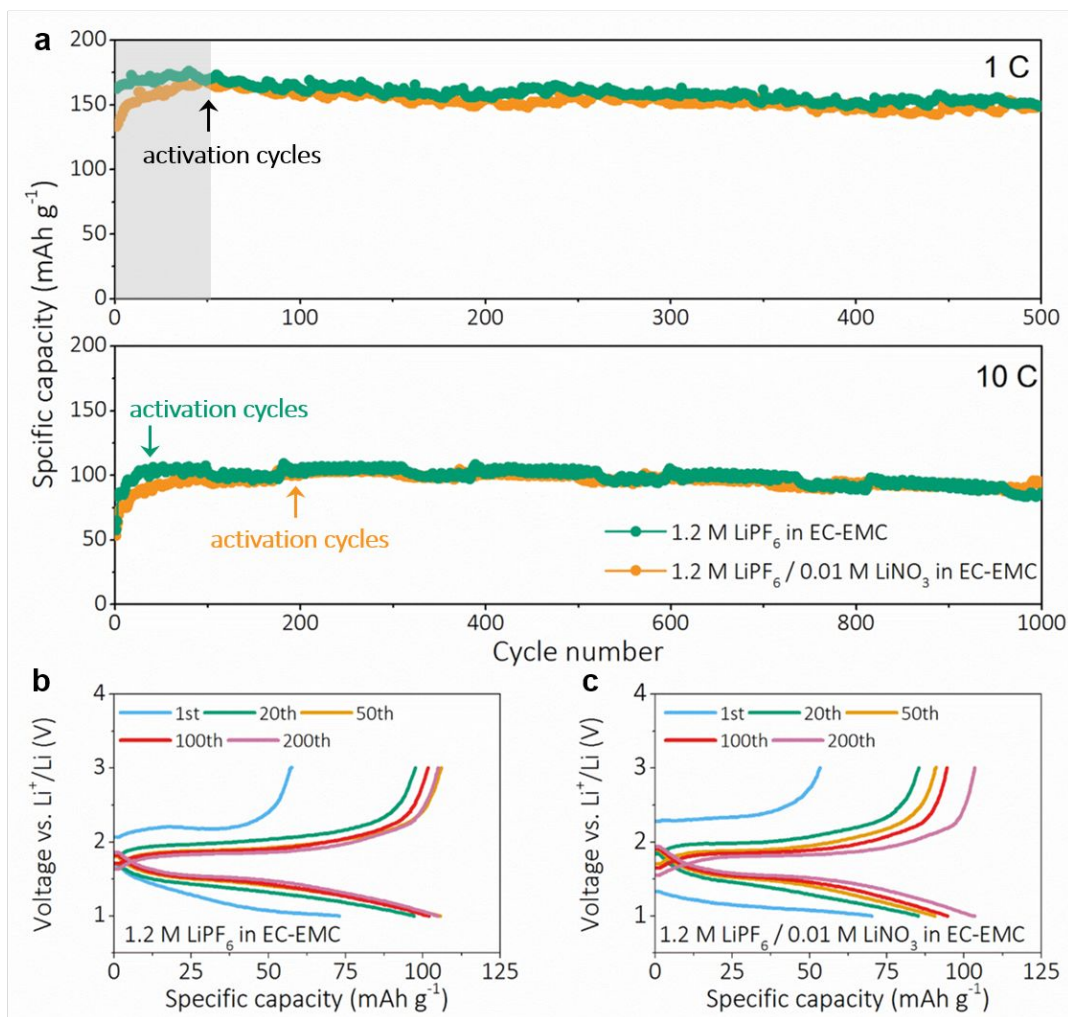 a
200
150
100
50
0
1 C
activation cycles
0 100 200 300 400 500
Spcific capacity (mAh g⁻¹)
200
150
100
50
0
10 C
activation cycles
activation cycles
1.2 M LiPF₆ in EC-EMC
1.2 M LiPF₆ / 0.01 M LiNO₃ in EC-EMC
0 200 400 600 800 1000
Cycle number
b
Voltage vs. Li⁺/Li (V)
4
3
2
1
1st 20th 50th
100th 200th
1.2 M LiPF₆ in EC-EMC
0 25 50 75 100 125
Specific capacity (mAh g⁻¹)
c
Voltage vs. Li⁺/Li (V)
4
3
2
1
1st 20th 50th
100th 200th
1.2 M LiPF₆ / 0.01 M LiNO₃ in EC-EMC
0 25 50 75 100 125
Specific capacity (mAh g⁻¹)